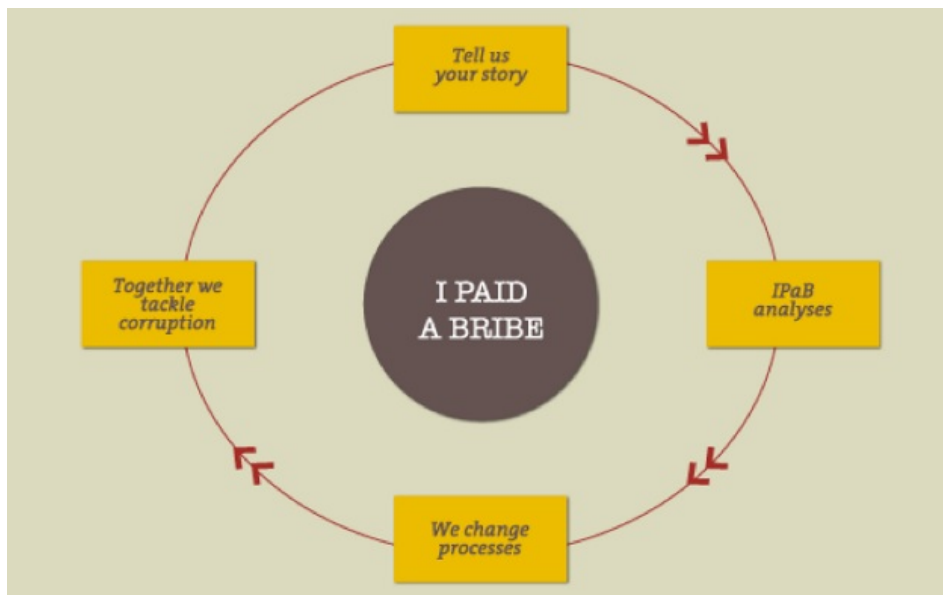 Tell us
your story
IPaB
analyses
We change
processes
Together we
tackle
corruption
I PAID
A BRIBE